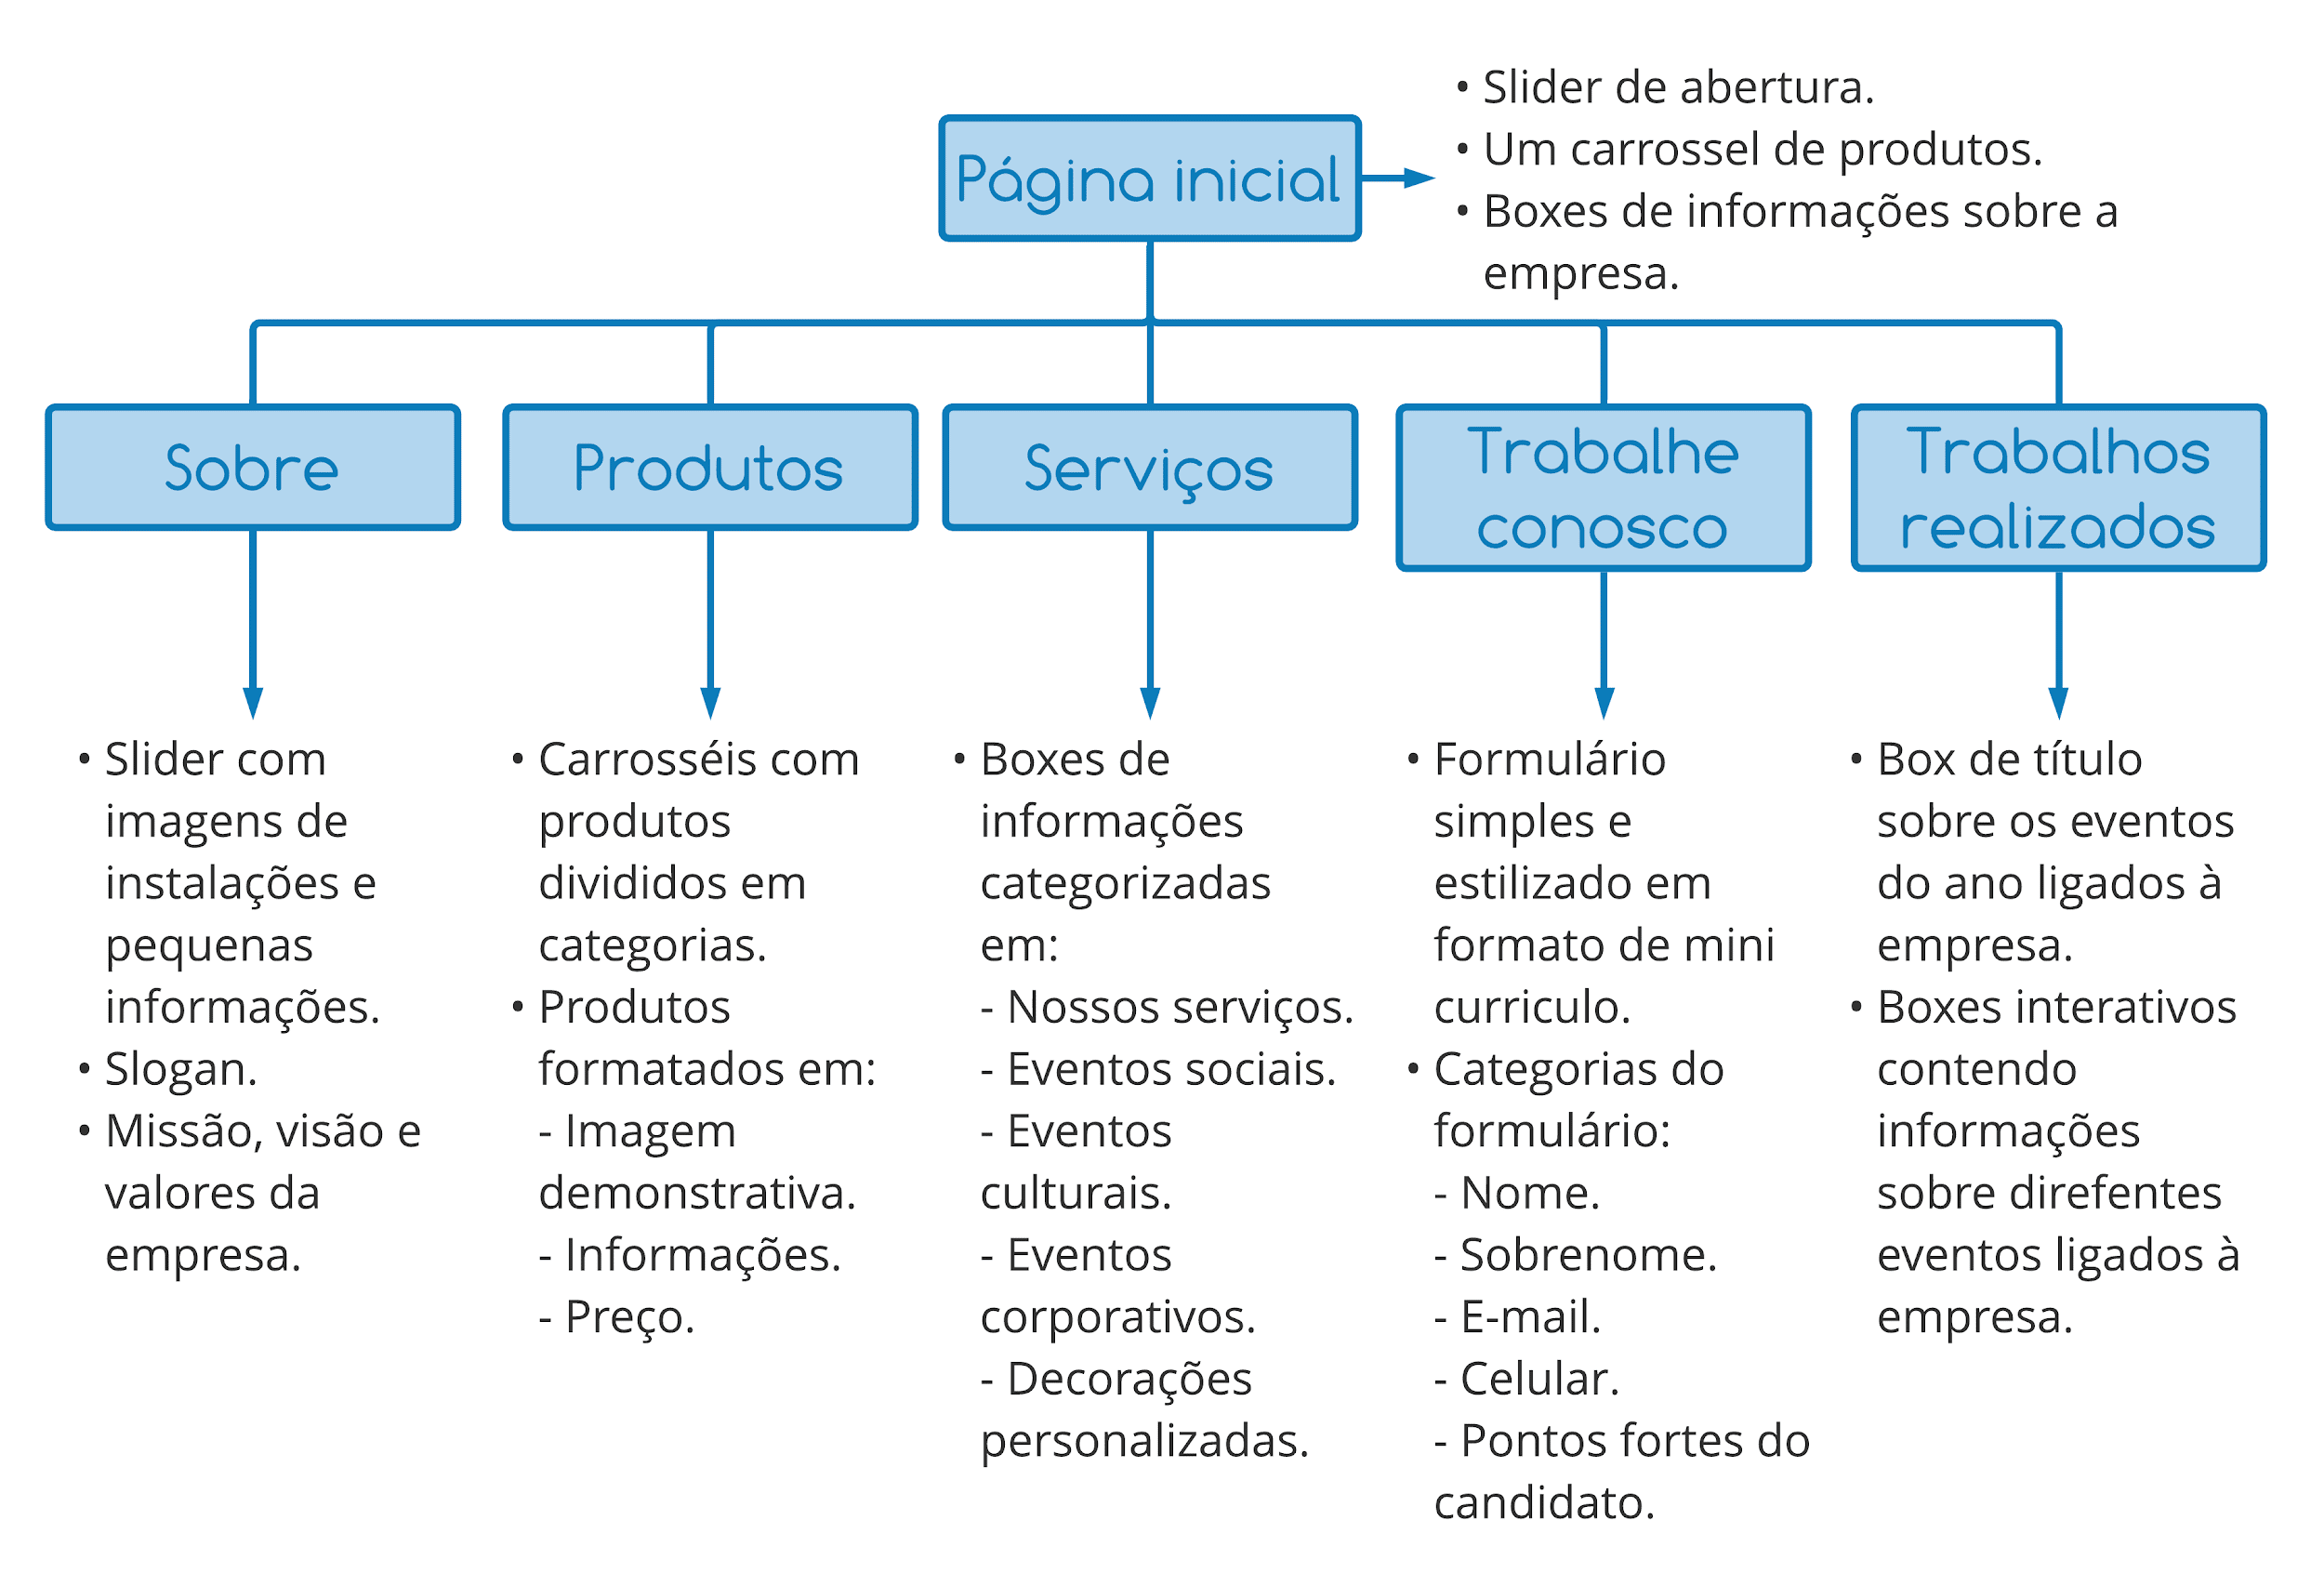 Página inicial
• Slider de abertura.
• Um carrossel de produtos.
• Boxes de informações sobre a
empresa.
Sobre
Produtos
Serviços
Trabalhe
conosco
Trabalhos
realizados
• Slider com
imagens de
instalações e
pequenas
informações.
• Slogan.
• Missão, visão e
valores da
empresa.
• Carrosséis com
produtos
divididos em
categorias.
• Produtos
formatados em:
- Imagem
demonstrativa.
- Informações.
- Preço.
• Boxes de
informações
categorizadas
em:
- Nossos serviços.
- Eventos sociais.
- Eventos
culturais.
- Eventos
corporativos.
- Decorações
personalizadas.
• Formulário
simples e
estilizado em
formato de mini
curriculo.
• Categorias do
formulário:
- Nome.
- Sobrenome.
- E-mail.
- Celular.
- Pontos fortes do
candidato.
• Box de título
sobre os eventos
do ano ligados à
empresa.
• Boxes interativos
contendo
informações
sobre direfentes
eventos ligados à
empresa.